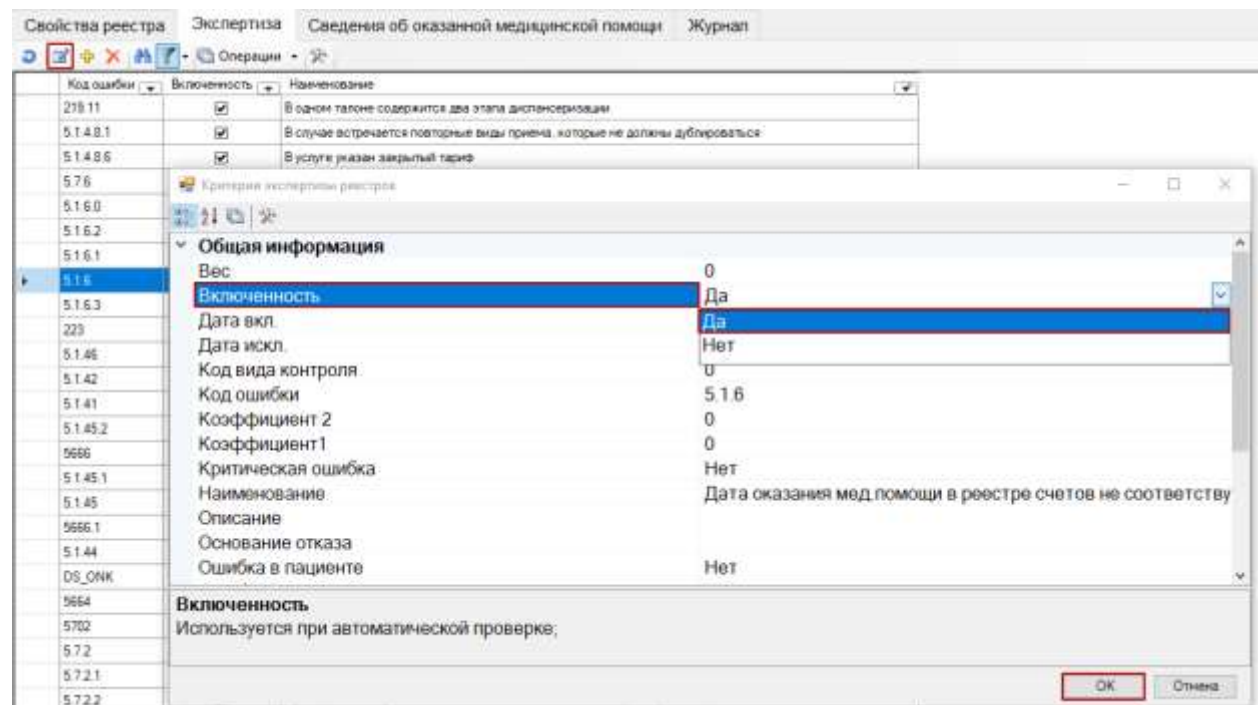 Свойства реестра Экспертиза Сведения об оказанной медицинской помощи Журнал
Операции
Код ошибки Включенность Наименование
219.11 В одном талоне содержится два этапа диспансеризации
5.1.4.8.1 В случае встречается повторные виды приема, которые не должны дублироваться
5.1.4.8.6 В услуге указан закрытый тариф
5.7.6
Критерии экспертизы реестров
5.1.6.0
5.1.6.2
5.1.6.1
5.1.6
5.1.6.3
223
5.1.46
5.1.42
5.1.41
5.1.45.2
5666
5.1.45.1
5.1.45
5666.1
5.1.44
DS_ONK
5664
5702
5.7.2
5.7.2.1
5.7.2.2
Общая информация
Вес 0
Включенность Да
Дата вкл. Да
Дата искл. Нет
Код вида контроля 0
Код ошибки 5.1.6
Коэффициент 2 0
Коэффициент1 0
Критическая ошибка Нет
Наименование Дата оказания мед.помощи в реестре счетов не соответству
Описание
Основание отказа
Ошибка в пациенте Нет
Включенность
Используется при автоматической проверке;
OK Отмена